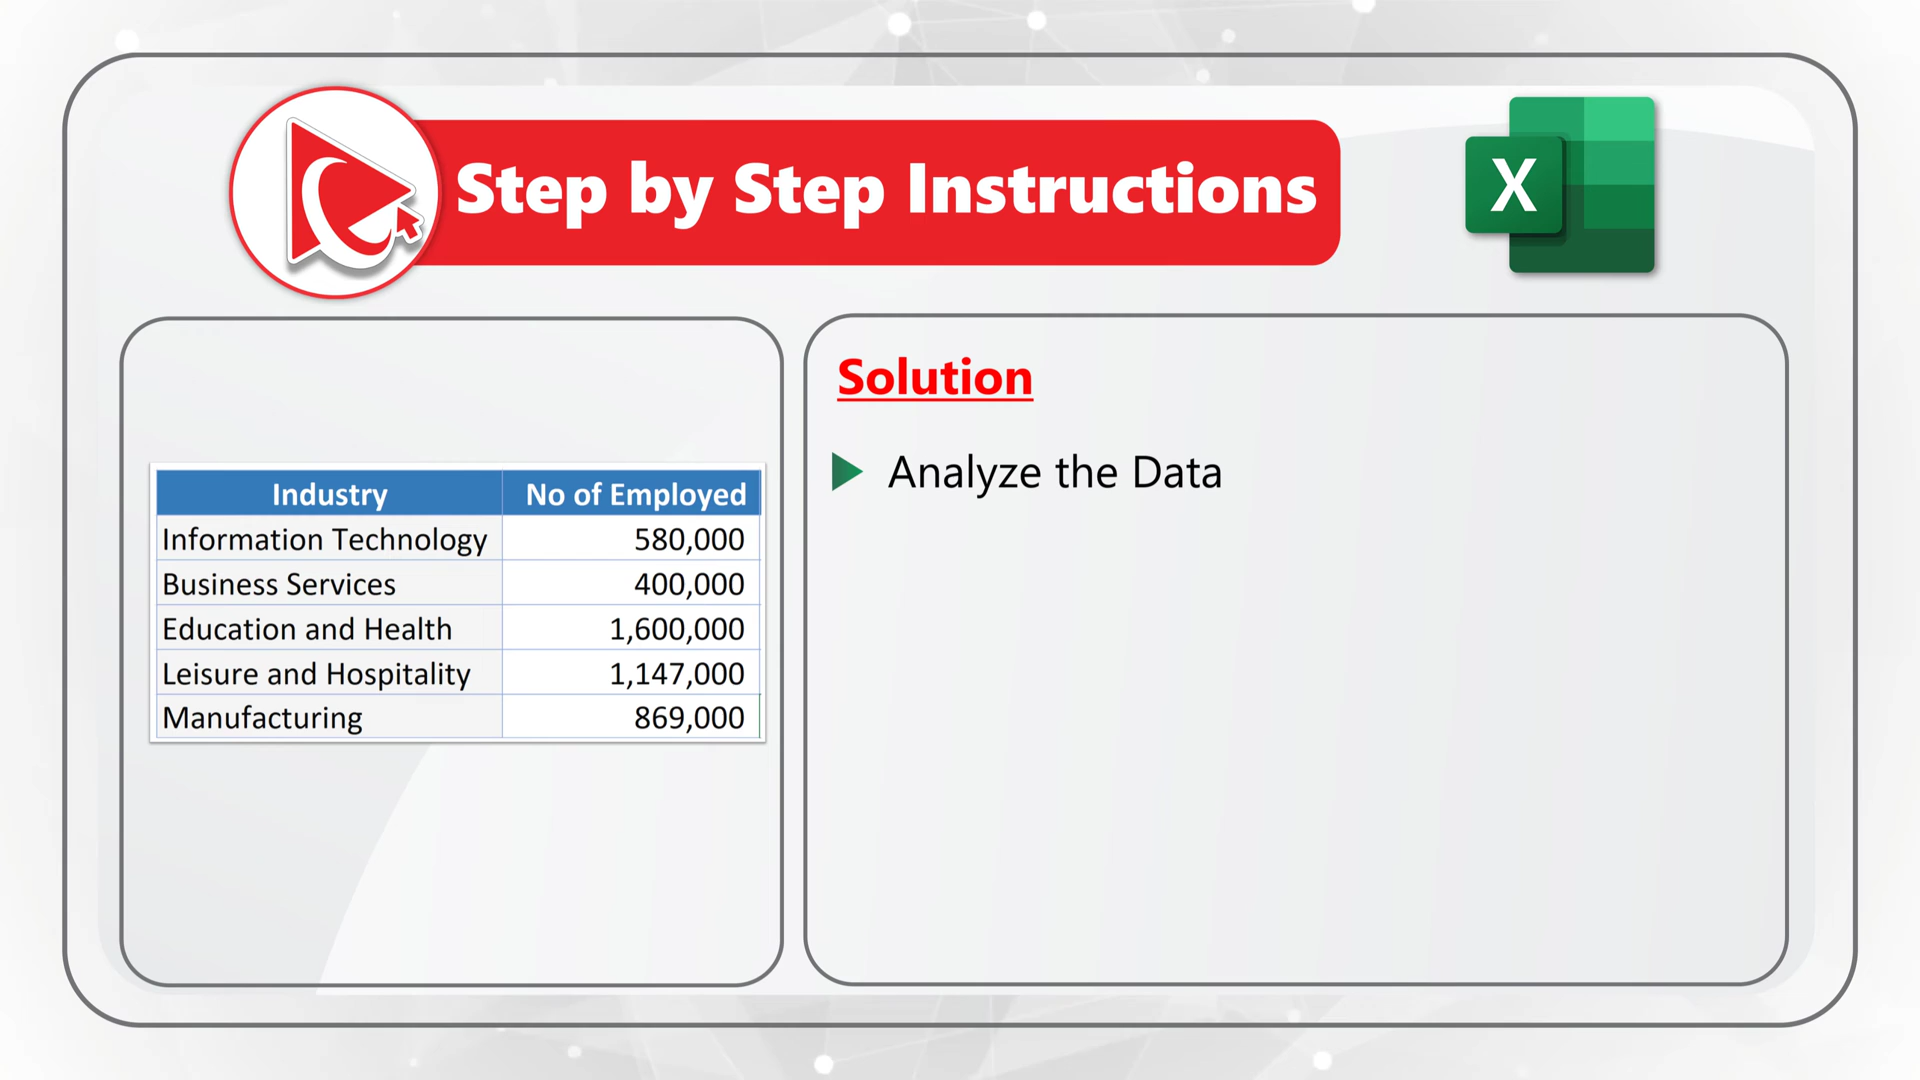 Step by Step Instructions
X
Industry No of Employed
Information Technology 580,000
Business Services 400,000
Education and Health 1,600,000
Leisure and Hospitality 1,147,000
Manufacturing 869,000
Solution
Analyze the Data